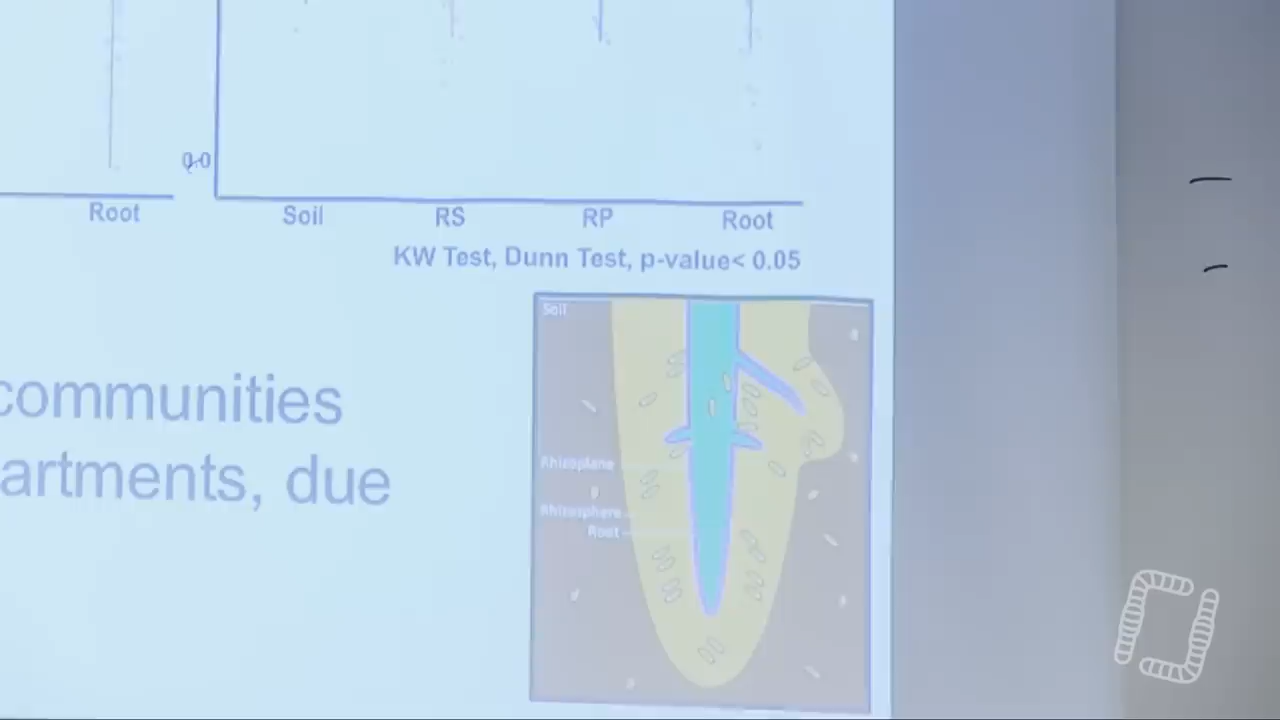 0.0
Root
Soil RS RP Root
KW Test, Dunn Test, p-value< 0.05
Soil
communities
artments, due
Rhizoplane
Rhizosphere
Root